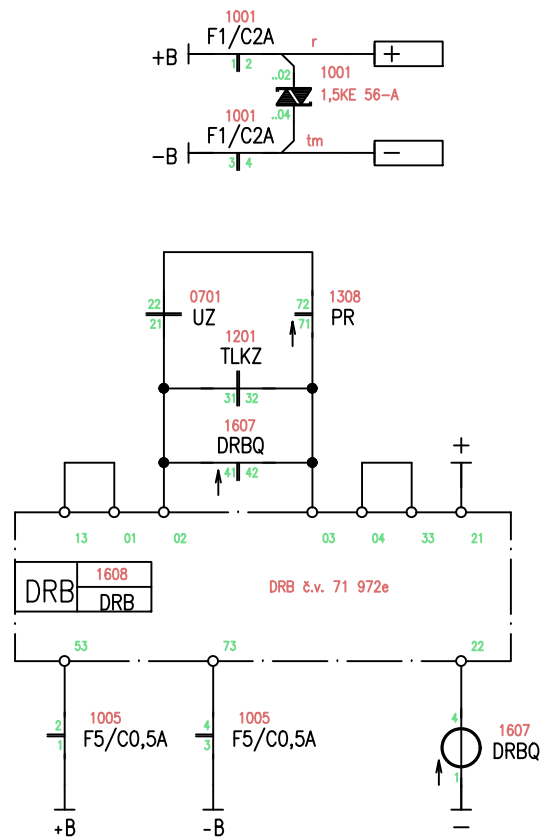 1001
F1/C2A
r
+B
+
1 2
..02
1001
1,5KE 56-A
1001
..04
F1/C2A
tm
-B
−
3 4
22
0701
72
1308
21
UZ
71
PR
1201
TLKZ
31 32
1607
DRBQ
41 42
+
13 01 02 03 04 33 21
DRB
1608
DRB
DRB č.v. 71 972e
53 73 22
2
1005
4
1005
4
1607
1
F5/C0,5A
3
F5/C0,5A
DRBQ
1
+B
-B
−